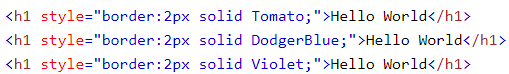 <h1 style="border:2px solid Tomato;">Hello World</h1>
<h1 style="border:2px solid DodgerBlue;">Hello World</h1>
<h1 style="border:2px solid Violet;">Hello World</h1>